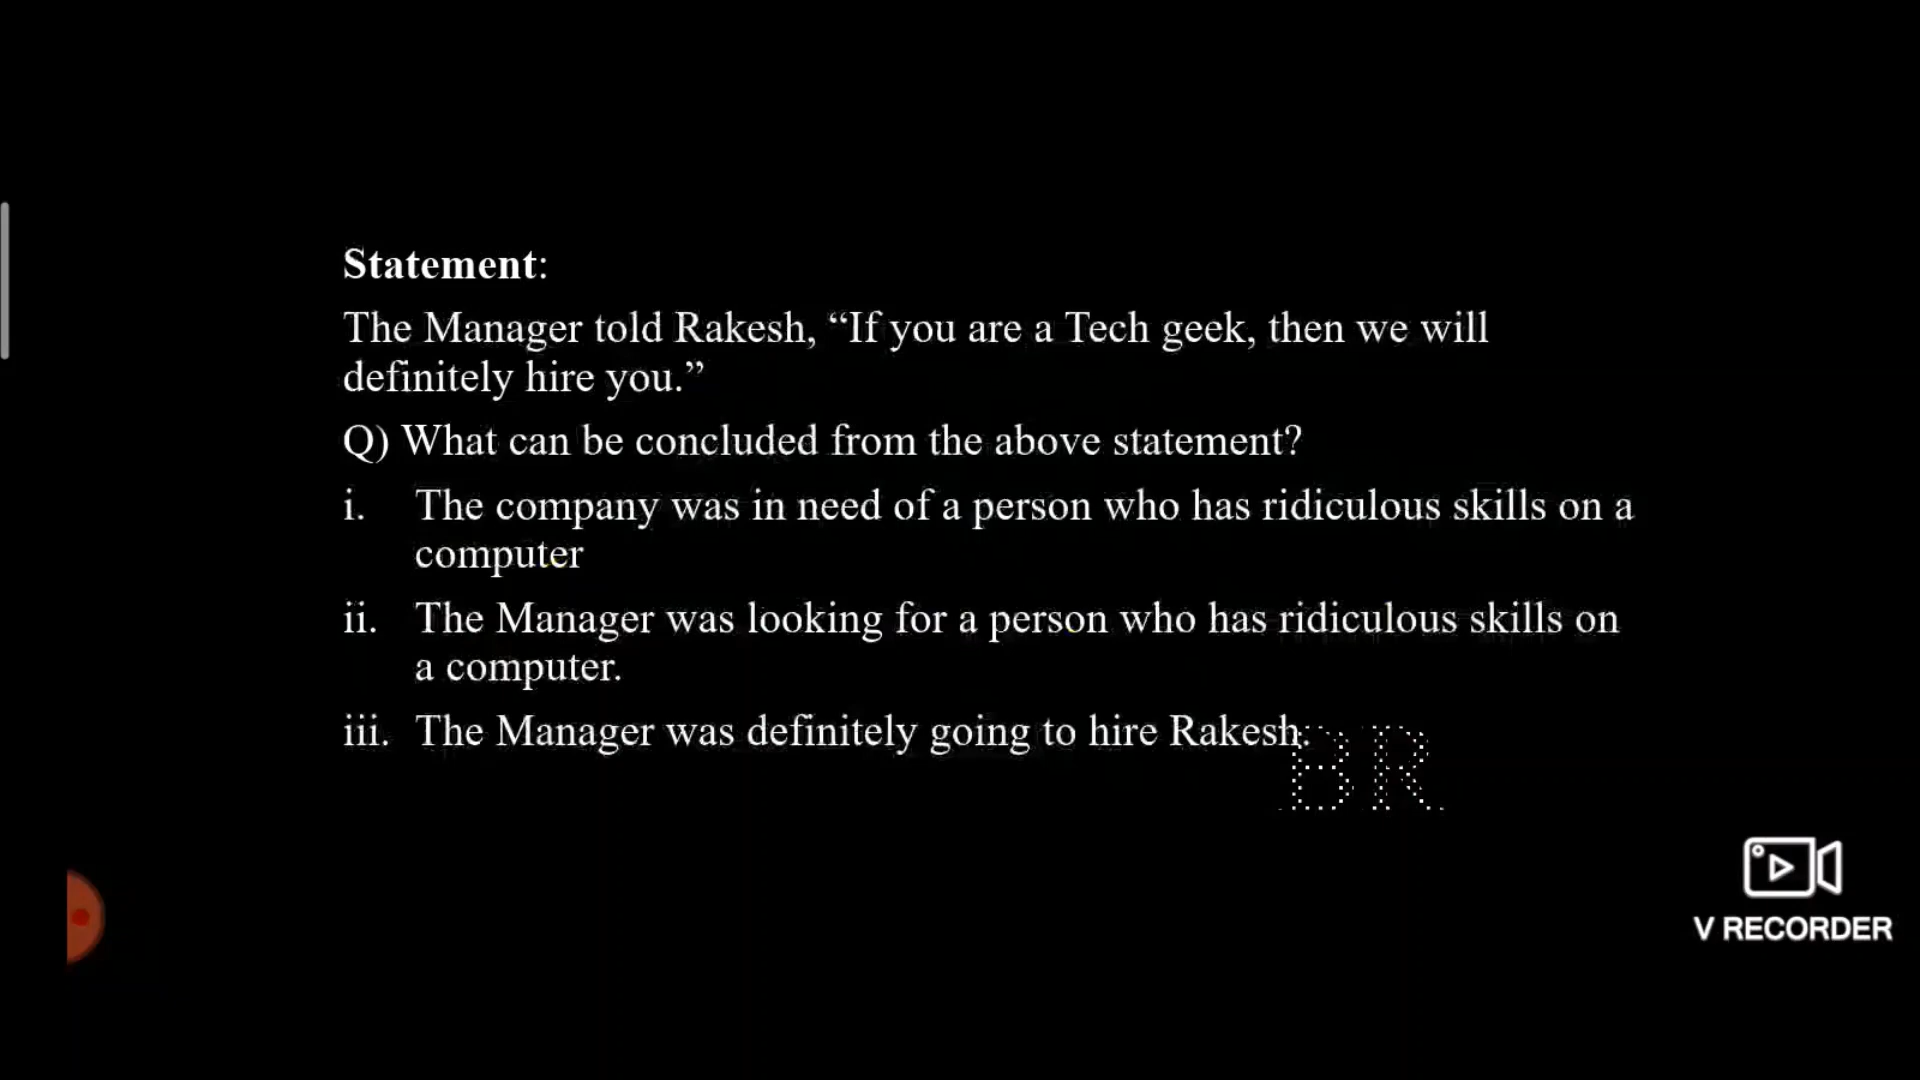 Statement:
The Manager told Rakesh, “If you are a Tech geek, then we will
definitely hire you.”
Q) What can be concluded from the above statement?
i. The company was in need of a person who has ridiculous skills on a
computer
ii. The Manager was looking for a person who has ridiculous skills on
a computer.
iii. The Manager was definitely going to hire Rakesh.
BR
V RECORDER